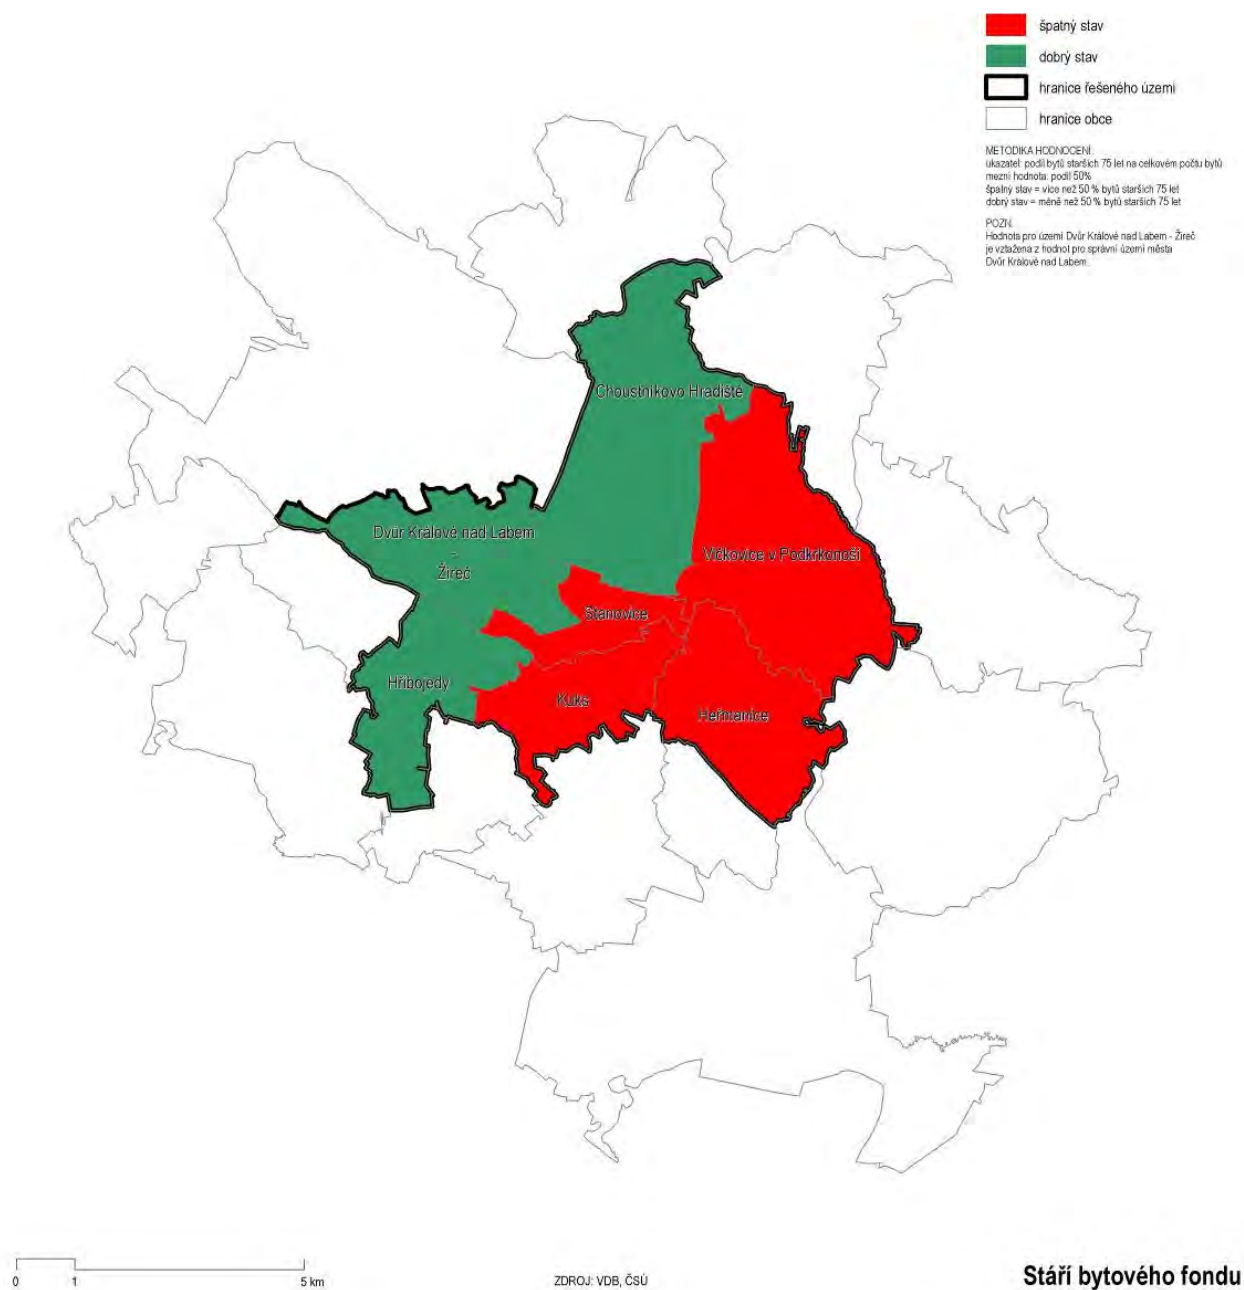 špatný stav
dobrý stav
hranice řešeného území
hranice obce
METODIKA HODNOCENÍ:
ukazatel: podíl bytů starších 75 let na celkovém počtu bytů
mezní hodnota: podíl 50%
špatný stav = více než 50 % bytů starších 75 let
dobrý stav = méně než 50 % bytů starších 75 let
POZN.
Hodnota pro území Dvůr Králové nad Labem - Žireč
je vztažena z hodnot pro správní území města
Dvůr Králové nad Labem.
Choustníkovo Hradiště
Dvůr Králové nad Labem
-
Žireč
Vlčkovice v Podkrkonoší
Stanovice
Hřibojedy
Kuks
Heřmanice
0 1 5 km
ZDROJ: VDB, ČSÚ
Stáří bytového fondu